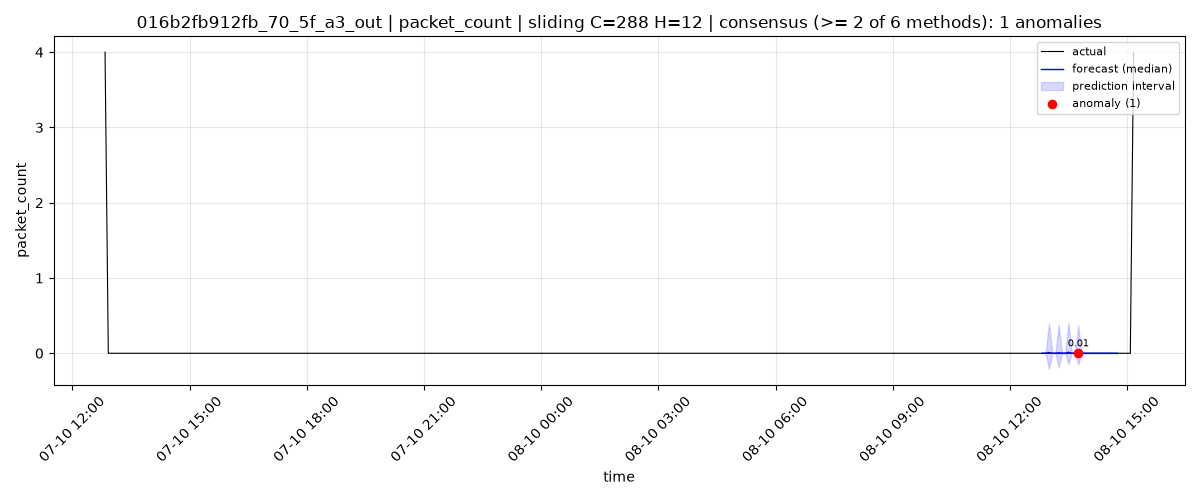 016b2fb912fb_70_5f_a3_out | packet_count | sliding C=288 H=12 | consensus (>= 2 of 6 methods): 1 anomalies
actual
forecast (median)
prediction interval
anomaly (1)
packet_count
4
3
2
1
0
0.01
07-10 12:00
07-10 15:00
07-10 18:00
07-10 21:00
08-10 00:00
08-10 03:00
08-10 06:00
08-10 09:00
08-10 12:00
08-10 15:00
time